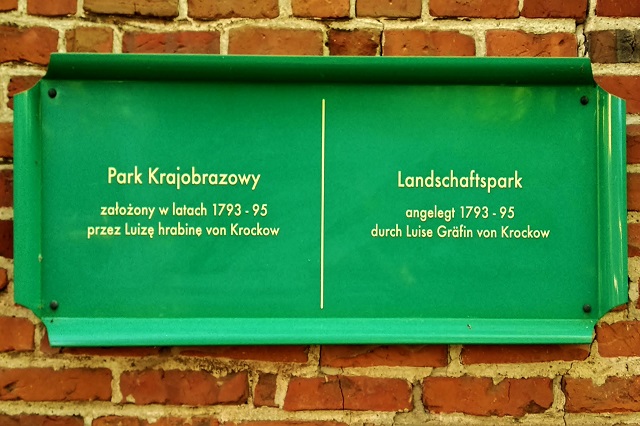 Park Krajobrazowy
założony w latach 1793 - 95
przez Luizę hrabinę von Krockow
Landschaftspark
angelegt 1793 - 95
durch Luise Gräfin von Krockow